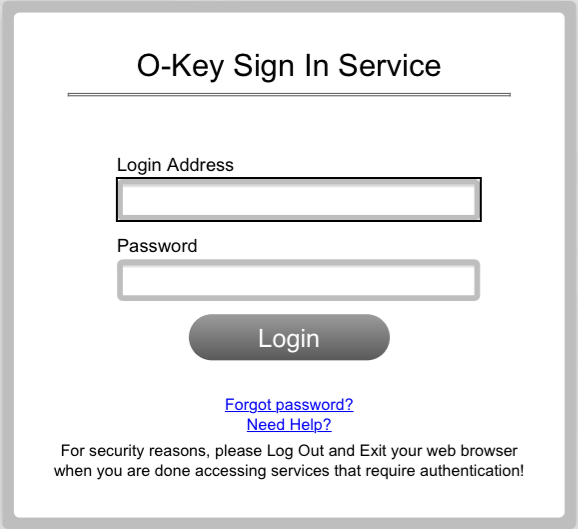 O-Key Sign In Service
Login Address
Password
Login
Forgot password?
Need Help?
For security reasons, please Log Out and Exit your web browser
when you are done accessing services that require authentication!